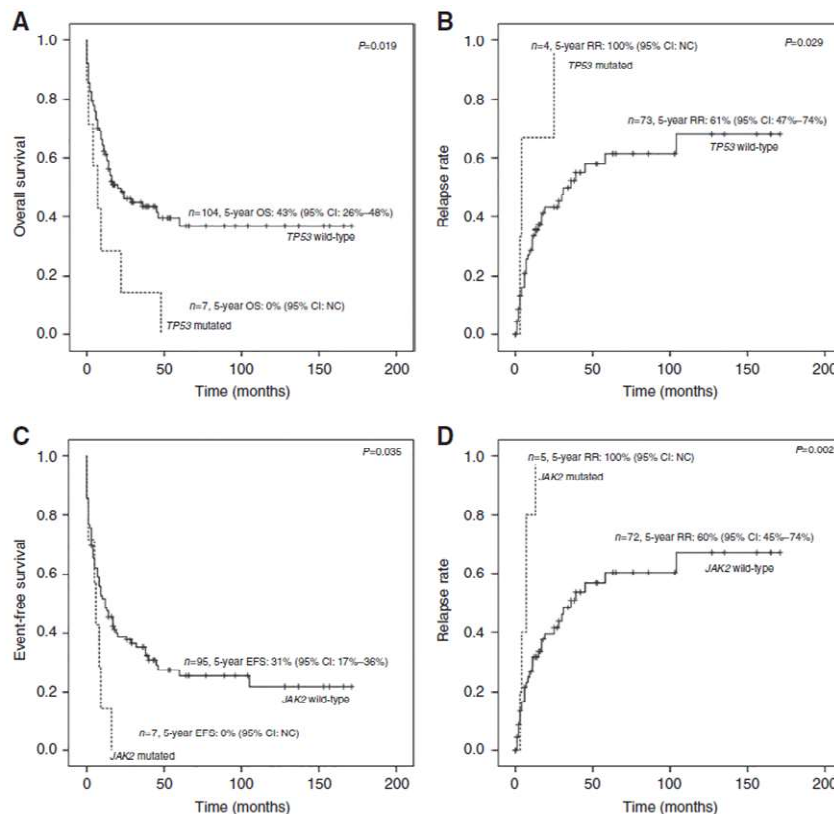 A
P=0.019
1.0
0.8
0.6
0.4
0.2
0.0
Overall survival
n=104, 5-year OS: 43% (95% CI: 26%–48%)
TP53 wild-type
n=7, 5-year OS: 0% (95% CI: NC)
TP53 mutated
0 50 100 150 200
Time (months)
B
n=4, 5-year RR: 100% (95% CI: NC)
P=0.029
TP53 mutated
1.0
0.8
0.6
0.4
0.2
0.0
Relapse rate
n=73, 5-year RR: 61% (95% CI: 47%–74%)
TP53 wild-type
0 50 100 150 200
Time (months)
C
P=0.035
1.0
0.8
0.6
0.4
0.2
0.0
Event-free survival
n=95, 5-year EFS: 31% (95% CI: 17%–36%)
JAK2 wild-type
n=7, 5-year EFS: 0% (95% CI: NC)
JAK2 mutated
0 50 100 150 200
Time (months)
D
P=0.002
n=5, 5-year RR: 100% (95% CI: NC)
JAK2 mutated
1.0
0.8
0.6
0.4
0.2
0.0
Relapse rate
n=72, 5-year RR: 60% (95% CI: 45%–74%)
JAK2 wild-type
0 50 100 150 200
Time (months)